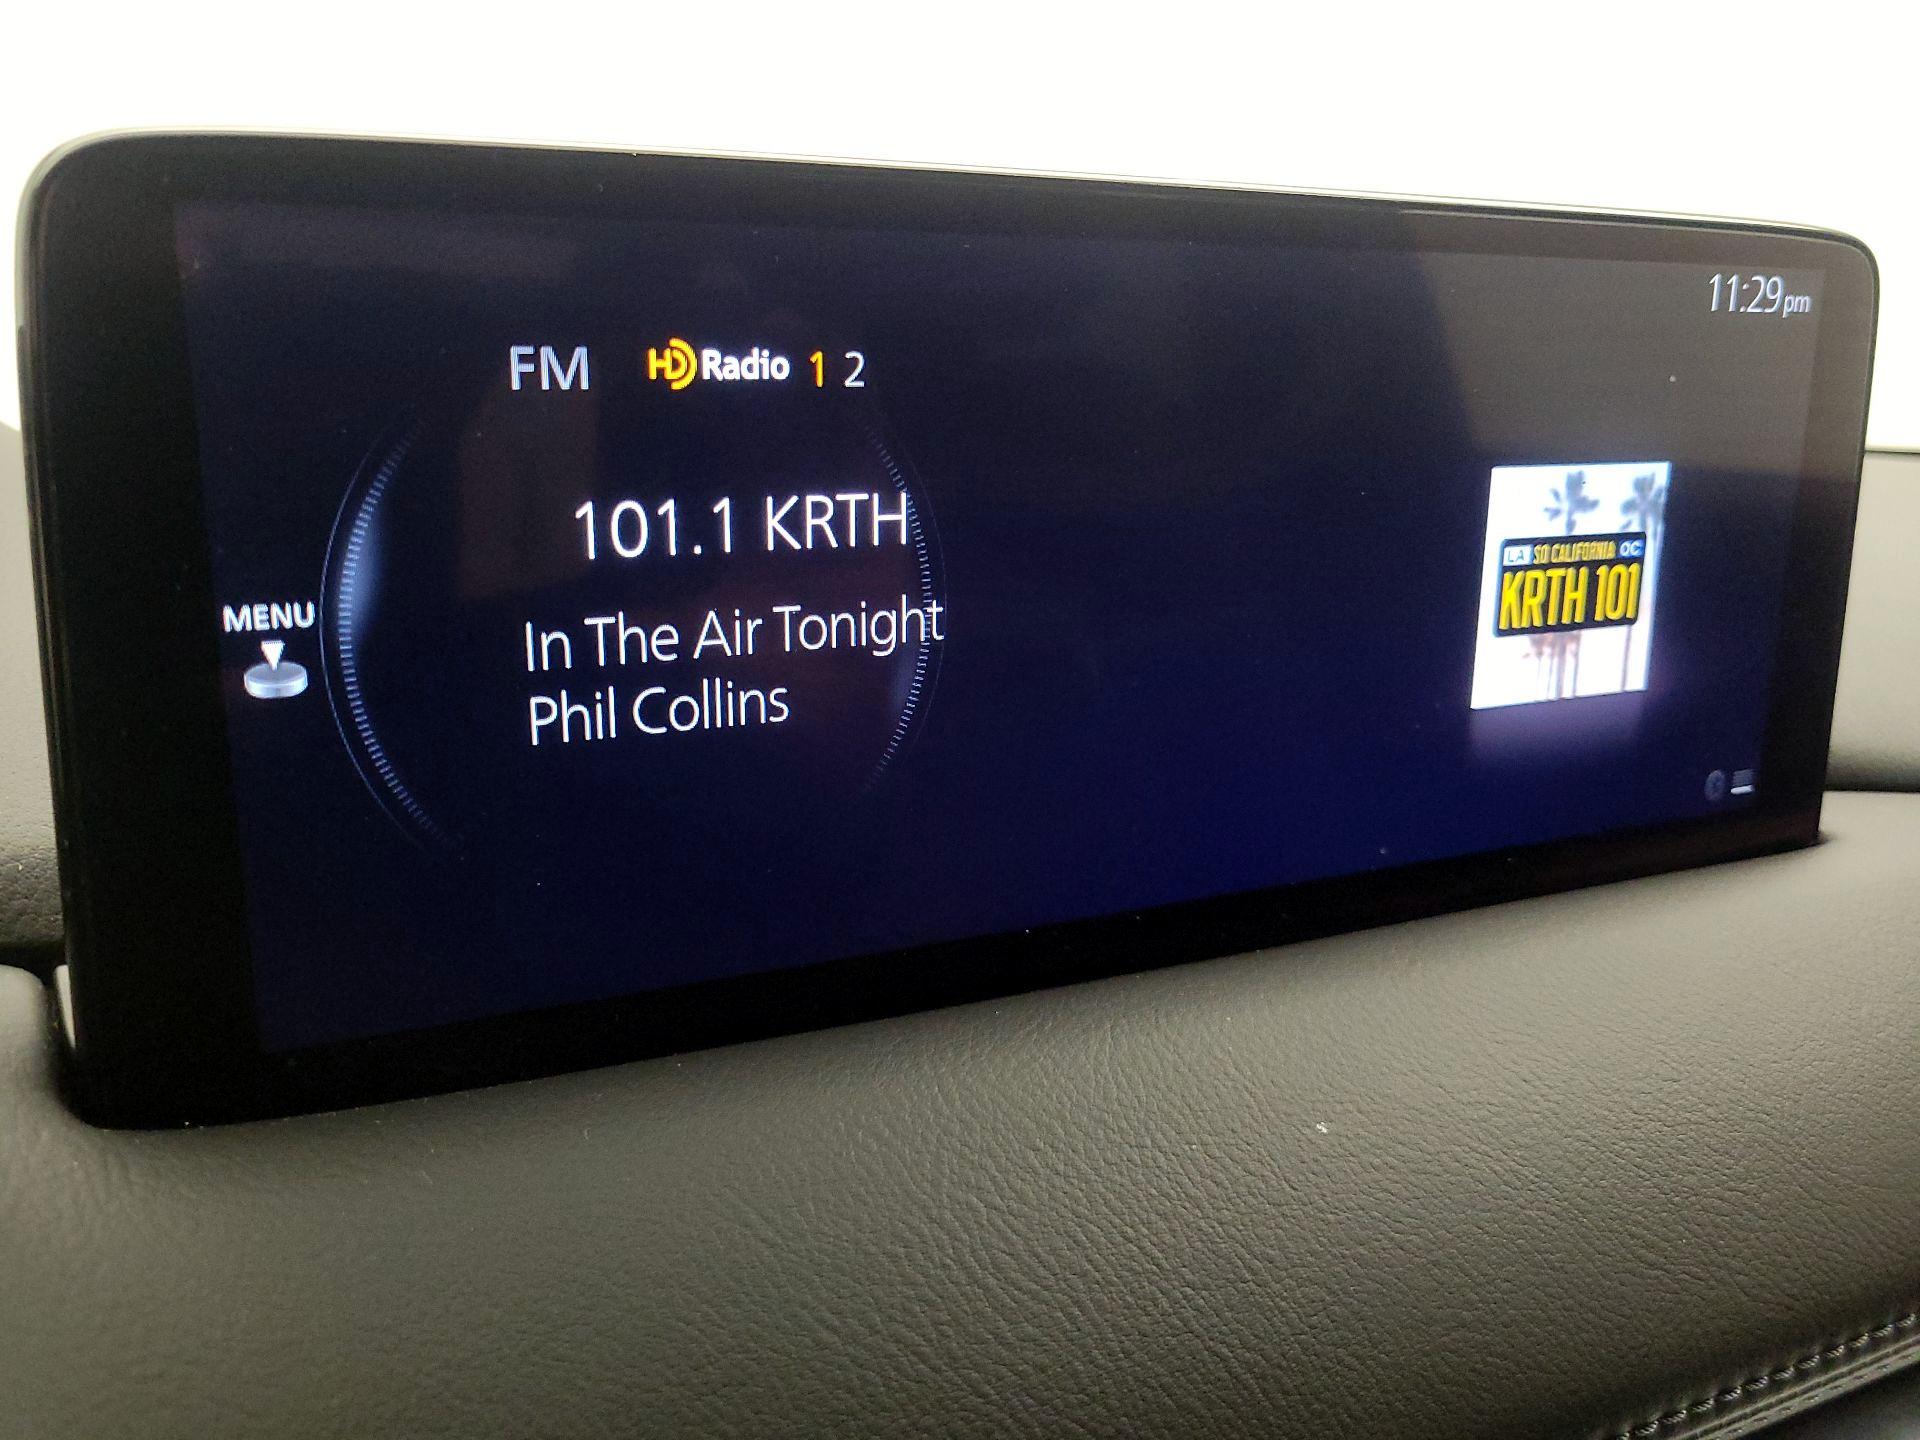 11:29pm
FM HD Radio 1 2
101.1 KRTH
LA SO CALIFORNIA OC
KRTH 101
MENU
In The Air Tonight
Phil Collins